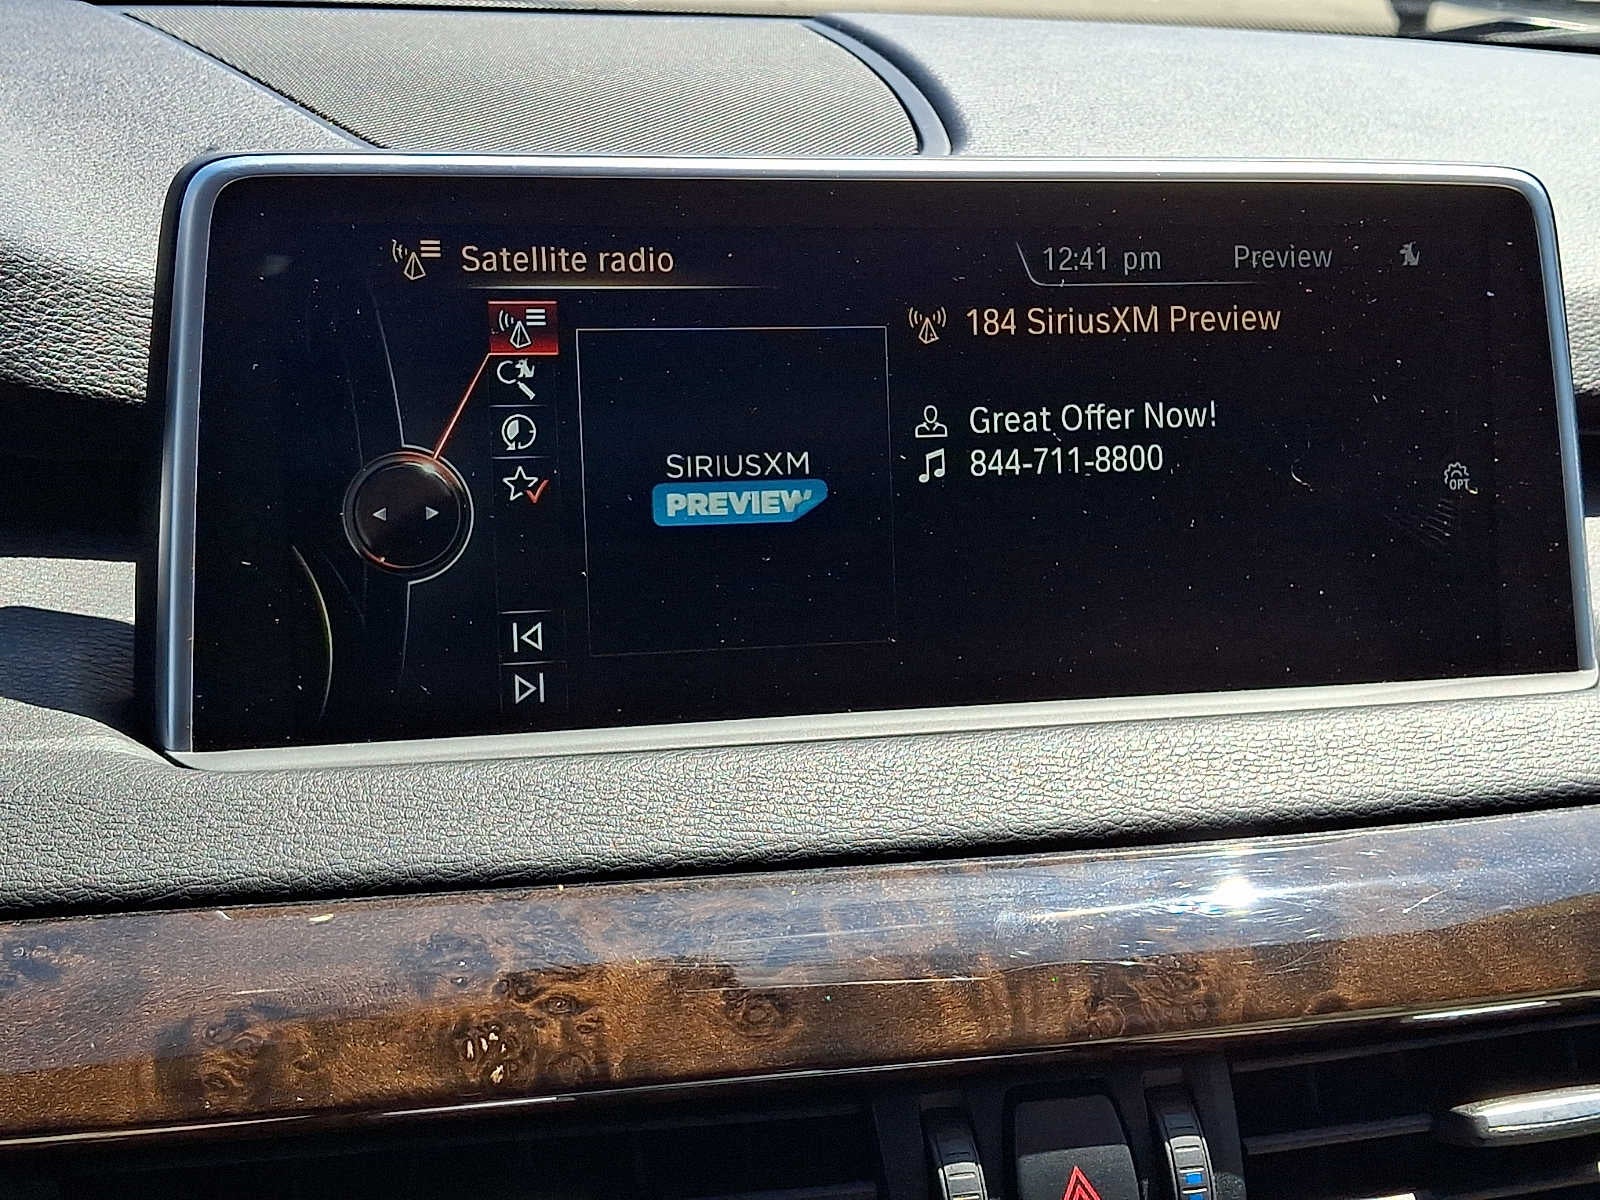 Satellite radio
12:41 pm
Preview
184 SiriusXM Preview
Great Offer Now!
844-711-8800
SIRIUSXM
PREVIEW
OPT